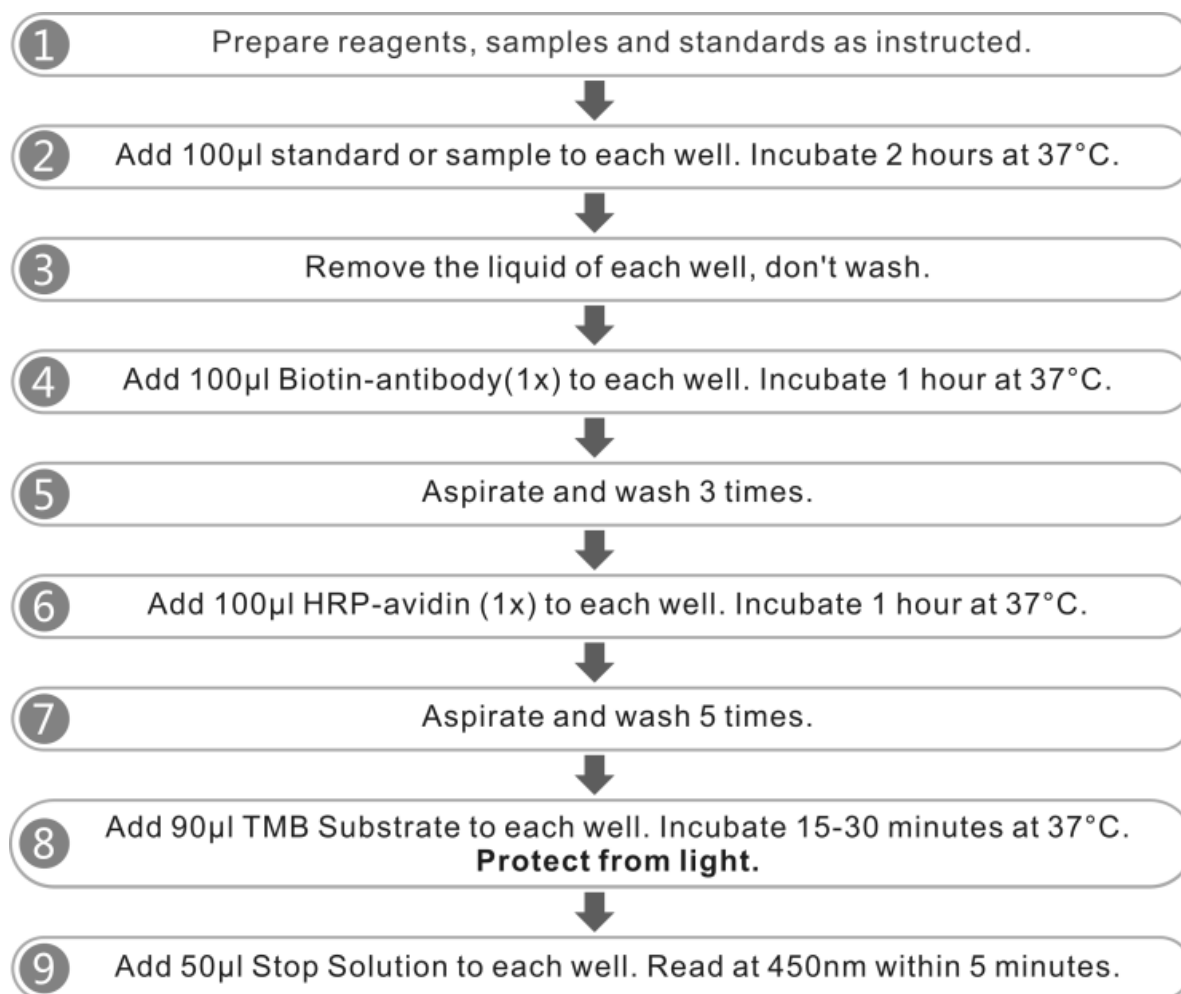 1 Prepare reagents, samples and standards as instructed.
2 Add 100µl standard or sample to each well. Incubate 2 hours at 37°C.
3 Remove the liquid of each well, don't wash.
4 Add 100µl Biotin-antibody(1x) to each well. Incubate 1 hour at 37°C.
5 Aspirate and wash 3 times.
6 Add 100µl HRP-avidin (1x) to each well. Incubate 1 hour at 37°C.
7 Aspirate and wash 5 times.
8 Add 90µl TMB Substrate to each well. Incubate 15-30 minutes at 37°C.
Protect from light.
9 Add 50µl Stop Solution to each well. Read at 450nm within 5 minutes.